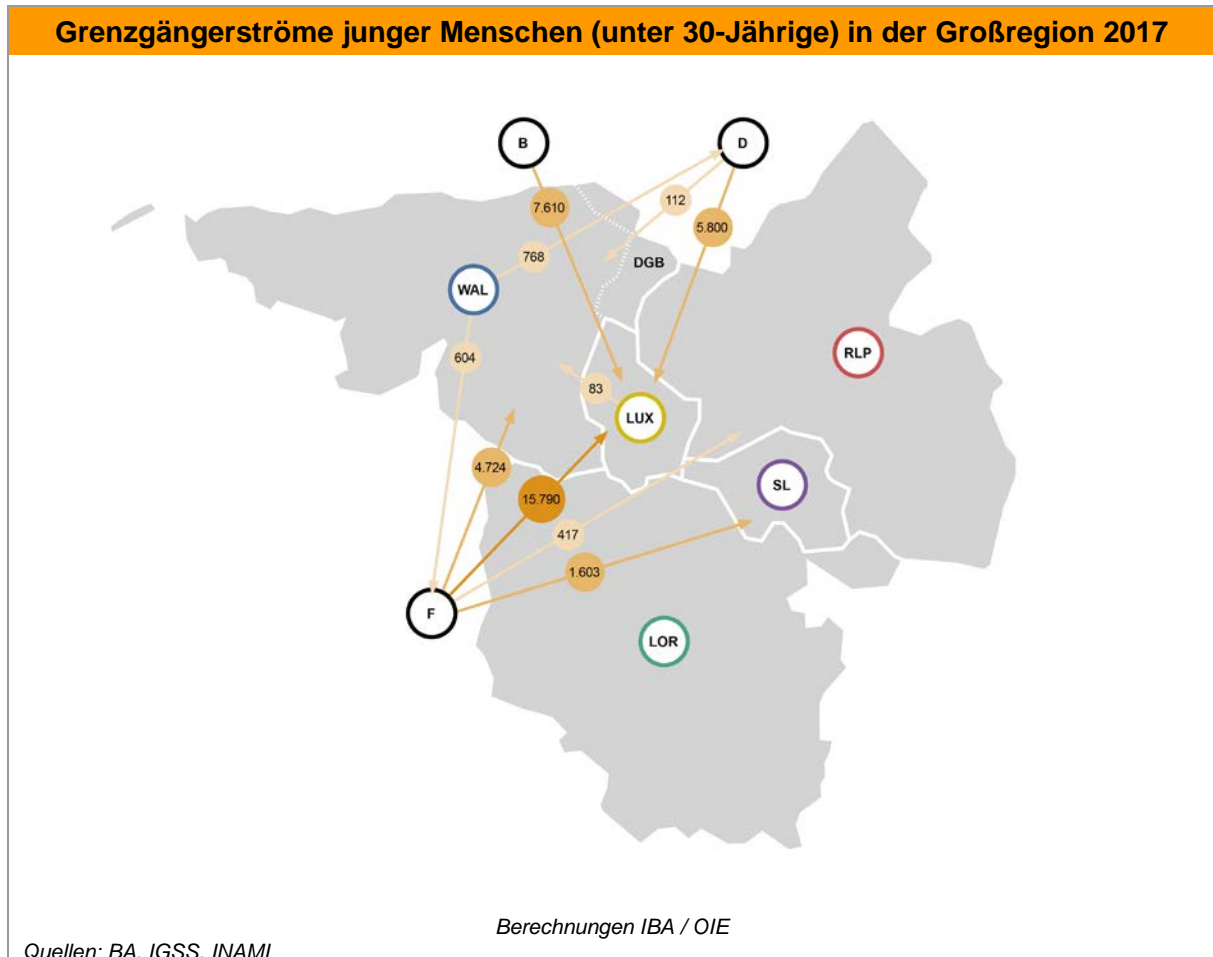 Grenzgängerströme junger Menschen (unter 30-Jährige) in der Großregion 2017
B
D
7.610
112
5.800
768
DGB
WAL
RLP
604
83
LUX
4.724
15.790
SL
417
1.603
F
LOR
Berechnungen IBA / OIE
Quellen: BA, IGSS, INAMI